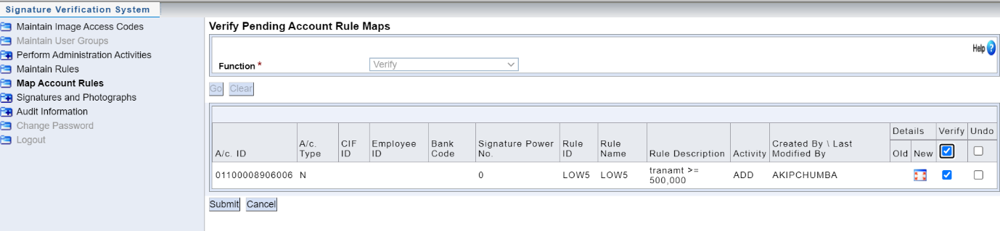 Signature Verification System
Maintain Image Access Codes
Maintain User Groups
Perform Administration Activities
Maintain Rules
Map Account Rules
Signatures and Photographs
Audit Information
Change Password
Logout
Verify Pending Account Rule Maps
Help ?
Function * Verify
Go Clear
A/c. ID A/c. Type CIF ID Employee ID Bank Code Signature Power No. Rule ID Rule Name Rule Description Activity Created By \ Last Modified By Details Old New Verify Undo
01100008906006 N 0 LOW5 LOW5 tranamt >= 500,000 ADD AKIPCHUMBA
Submit Cancel